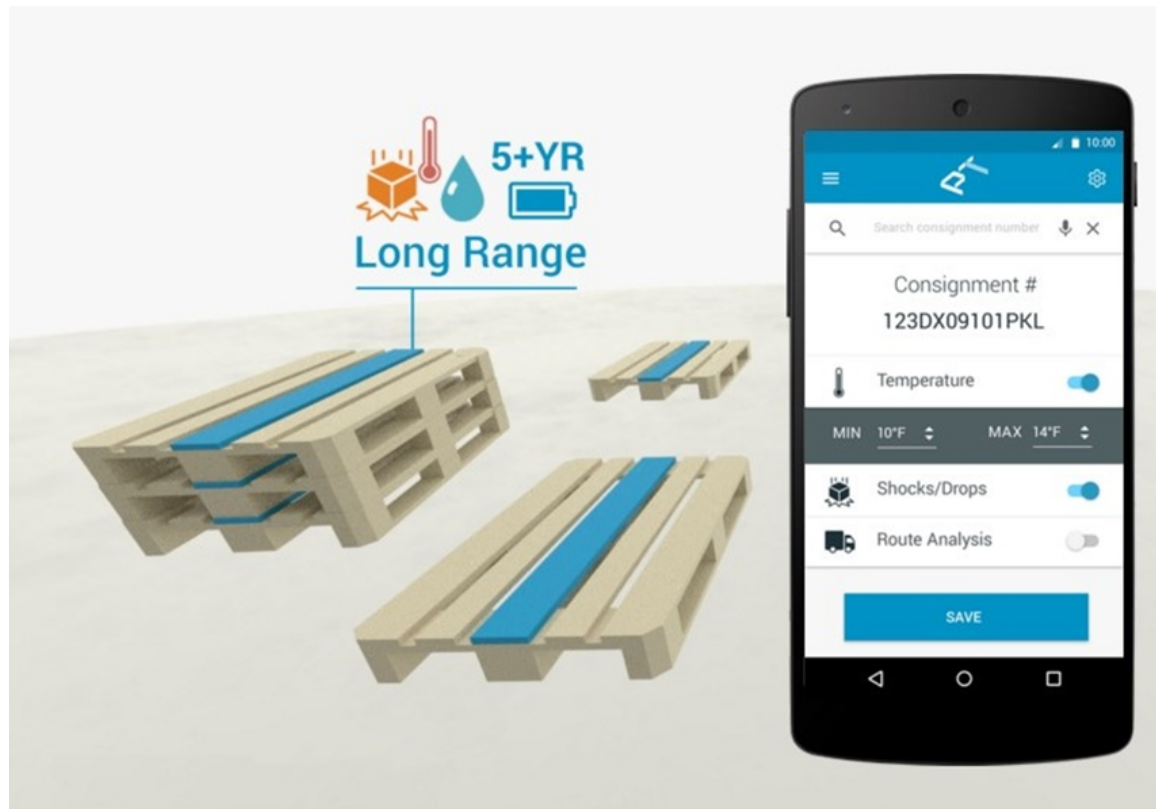 5+YR
Long Range
10:00
Search consignment number
Consignment #
123DX09101PKL
Temperature
MIN 10°F MAX 14°F
Shocks/Drops
Route Analysis
SAVE